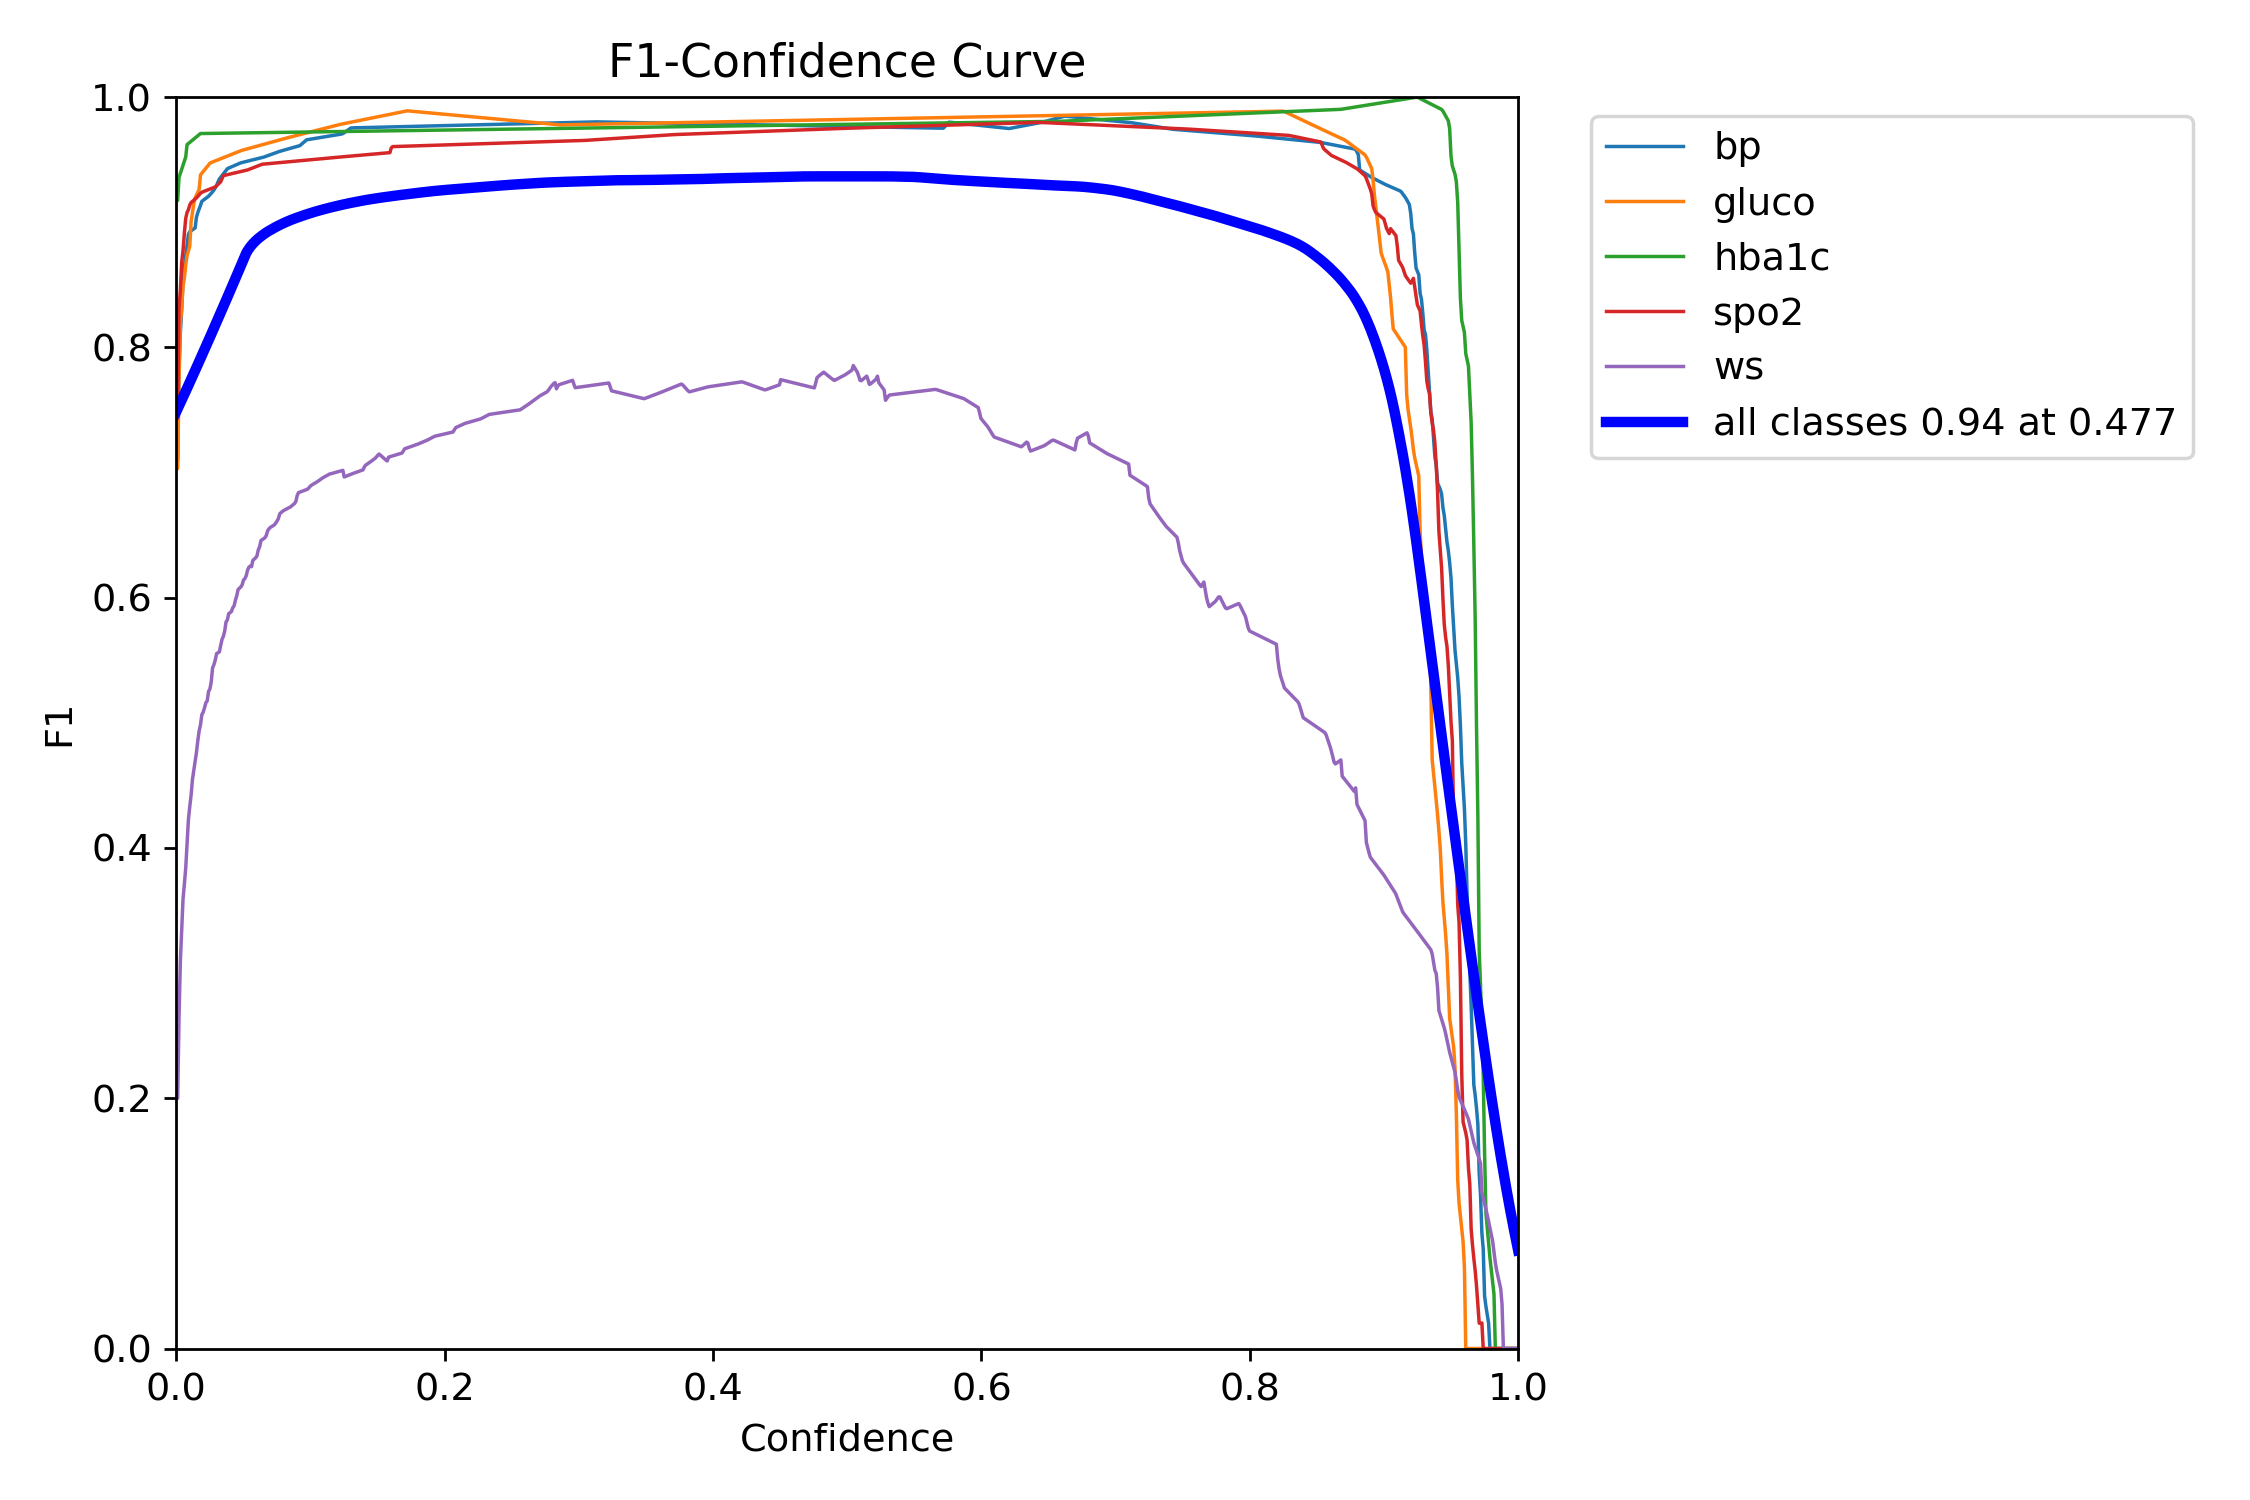 F1-Confidence Curve
1.0
0.8
0.6
0.4
0.2
0.0
F1
0.0 0.2 0.4 0.6 0.8 1.0
Confidence
bp
gluco
hba1c
spo2
ws
all classes 0.94 at 0.477